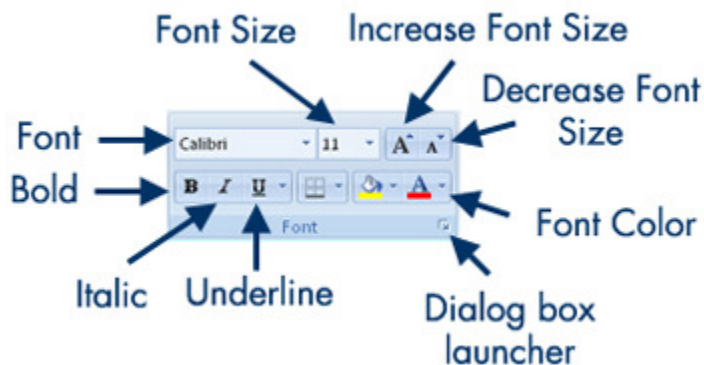 Font Size
Increase Font Size
Decrease Font
Size
Font
Calibri
11
A
A
Bold
B I U
A
Font
Font Color
Italic
Underline
Dialog box
launcher